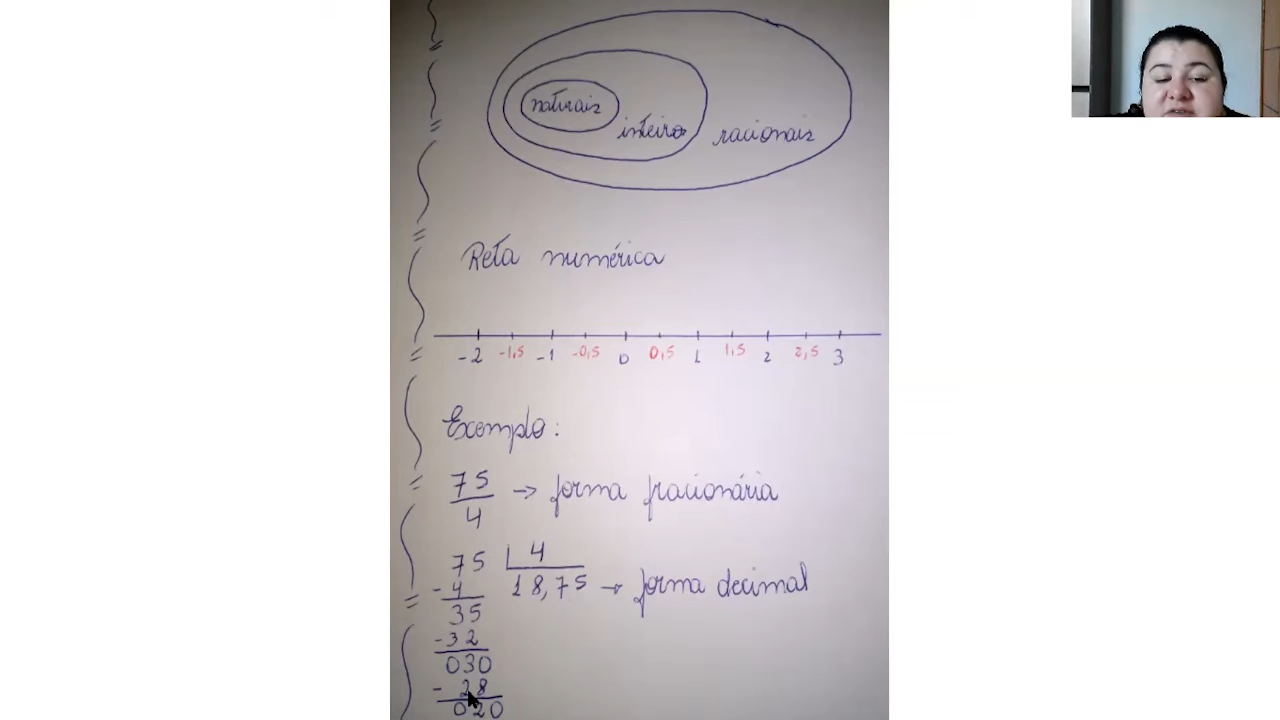 naturais
inteiro racionais
Reta numérica
-2 -1,5 -1 -0,5 0 0,5 1 1,5 2 2,5 3
Exemplo:
75
4
→ forma fracionária
75 4
- 4 18,75 → forma decimal
35
-32
030
- 28
020